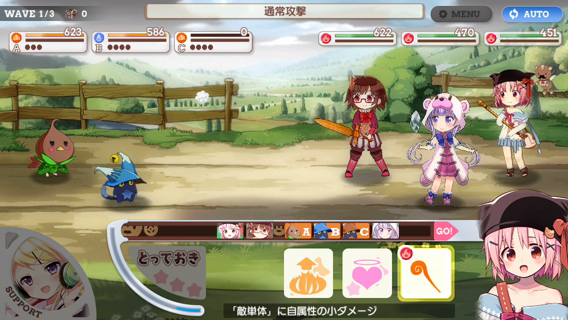 WAVE 1/3
0
通常攻撃
MENU
AUTO
623
586
0
622
470
451
A
B
C
A
B
C
GO!
とっておき
SUPPORT
「敵単体」に自属性の小ダメージ